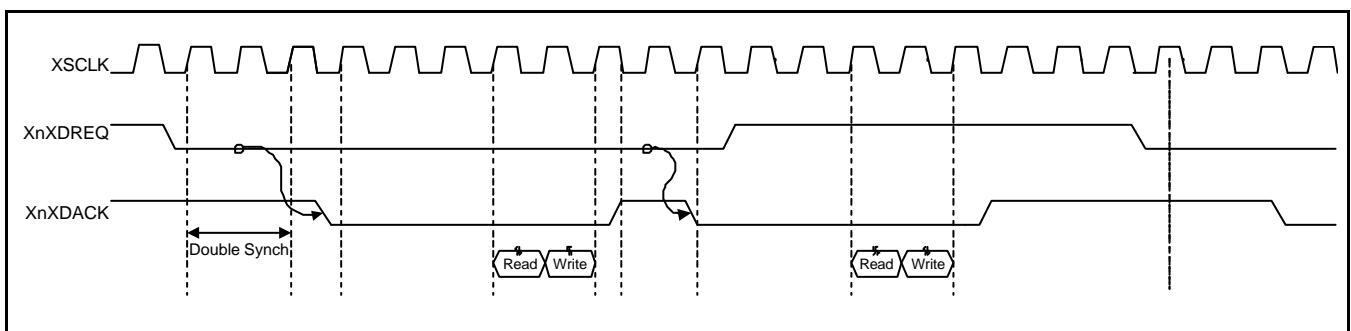 XSCLK
XnXDREQ
XnXDACK
Double Synch
Read Write Read Write